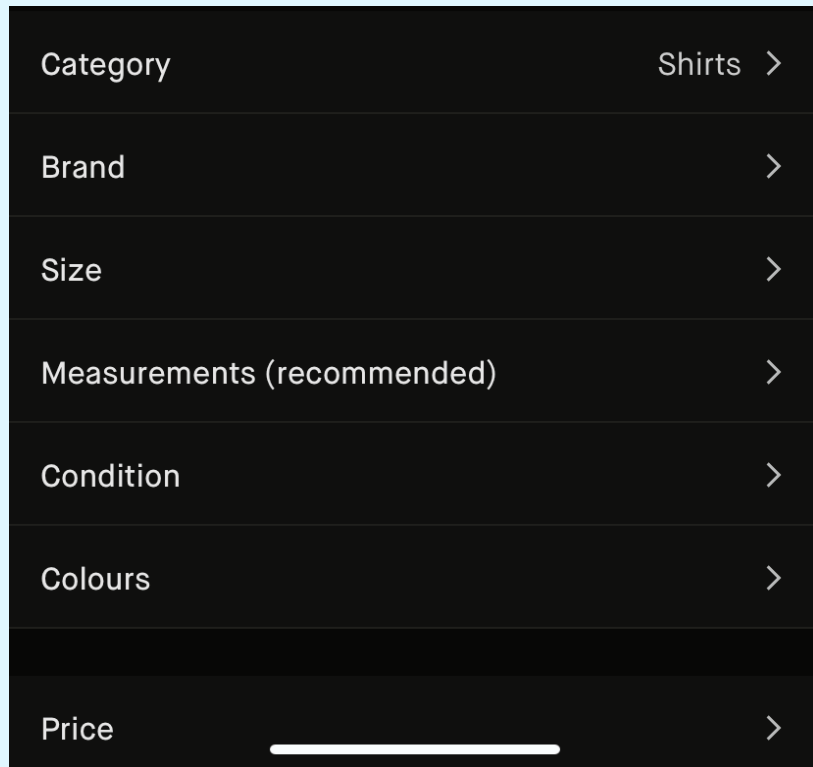 Category Shirts
Brand
Size
Measurements (recommended)
Condition
Colours
Price